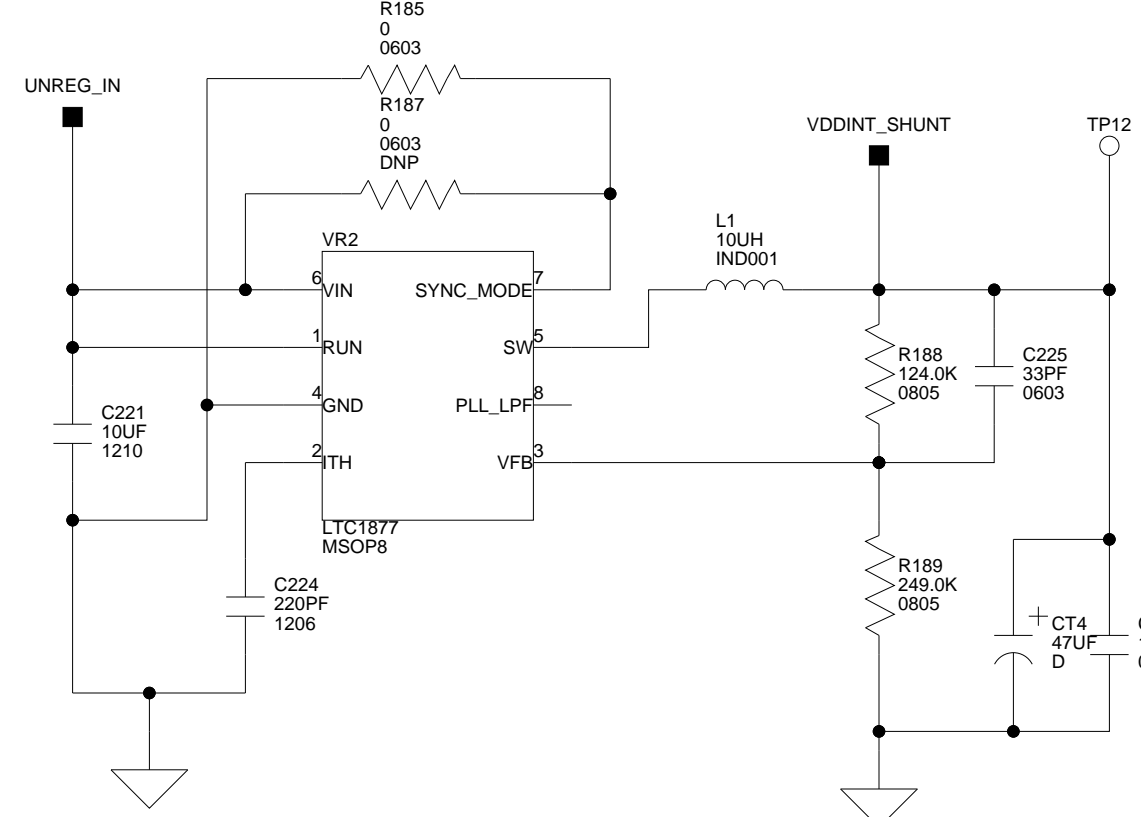 R185
0
0603
UNREG_IN
R187
0
0603
DNP
VDDINT_SHUNT
TP12
L1
10UH
IND001
VR2
6
VIN
SYNC_MODE
7
1
RUN
SW
5
4
GND
PLL_LPF
8
2
ITH
VFB
3
LTC1877
MSOP8
R188
124.0K
0805
C225
33PF
0603
C221
10UF
1210
C224
220PF
1206
R189
249.0K
0805
+
CT4
47UF
D